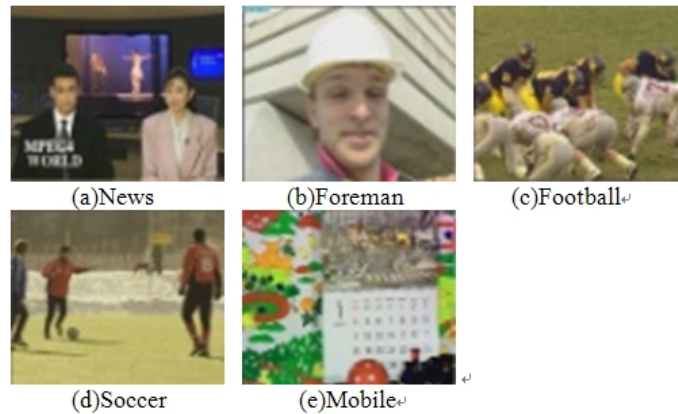 MPEG4
WORLD
(a)News
(b)Foreman
(c)Football
(d)Soccer
(e)Mobile